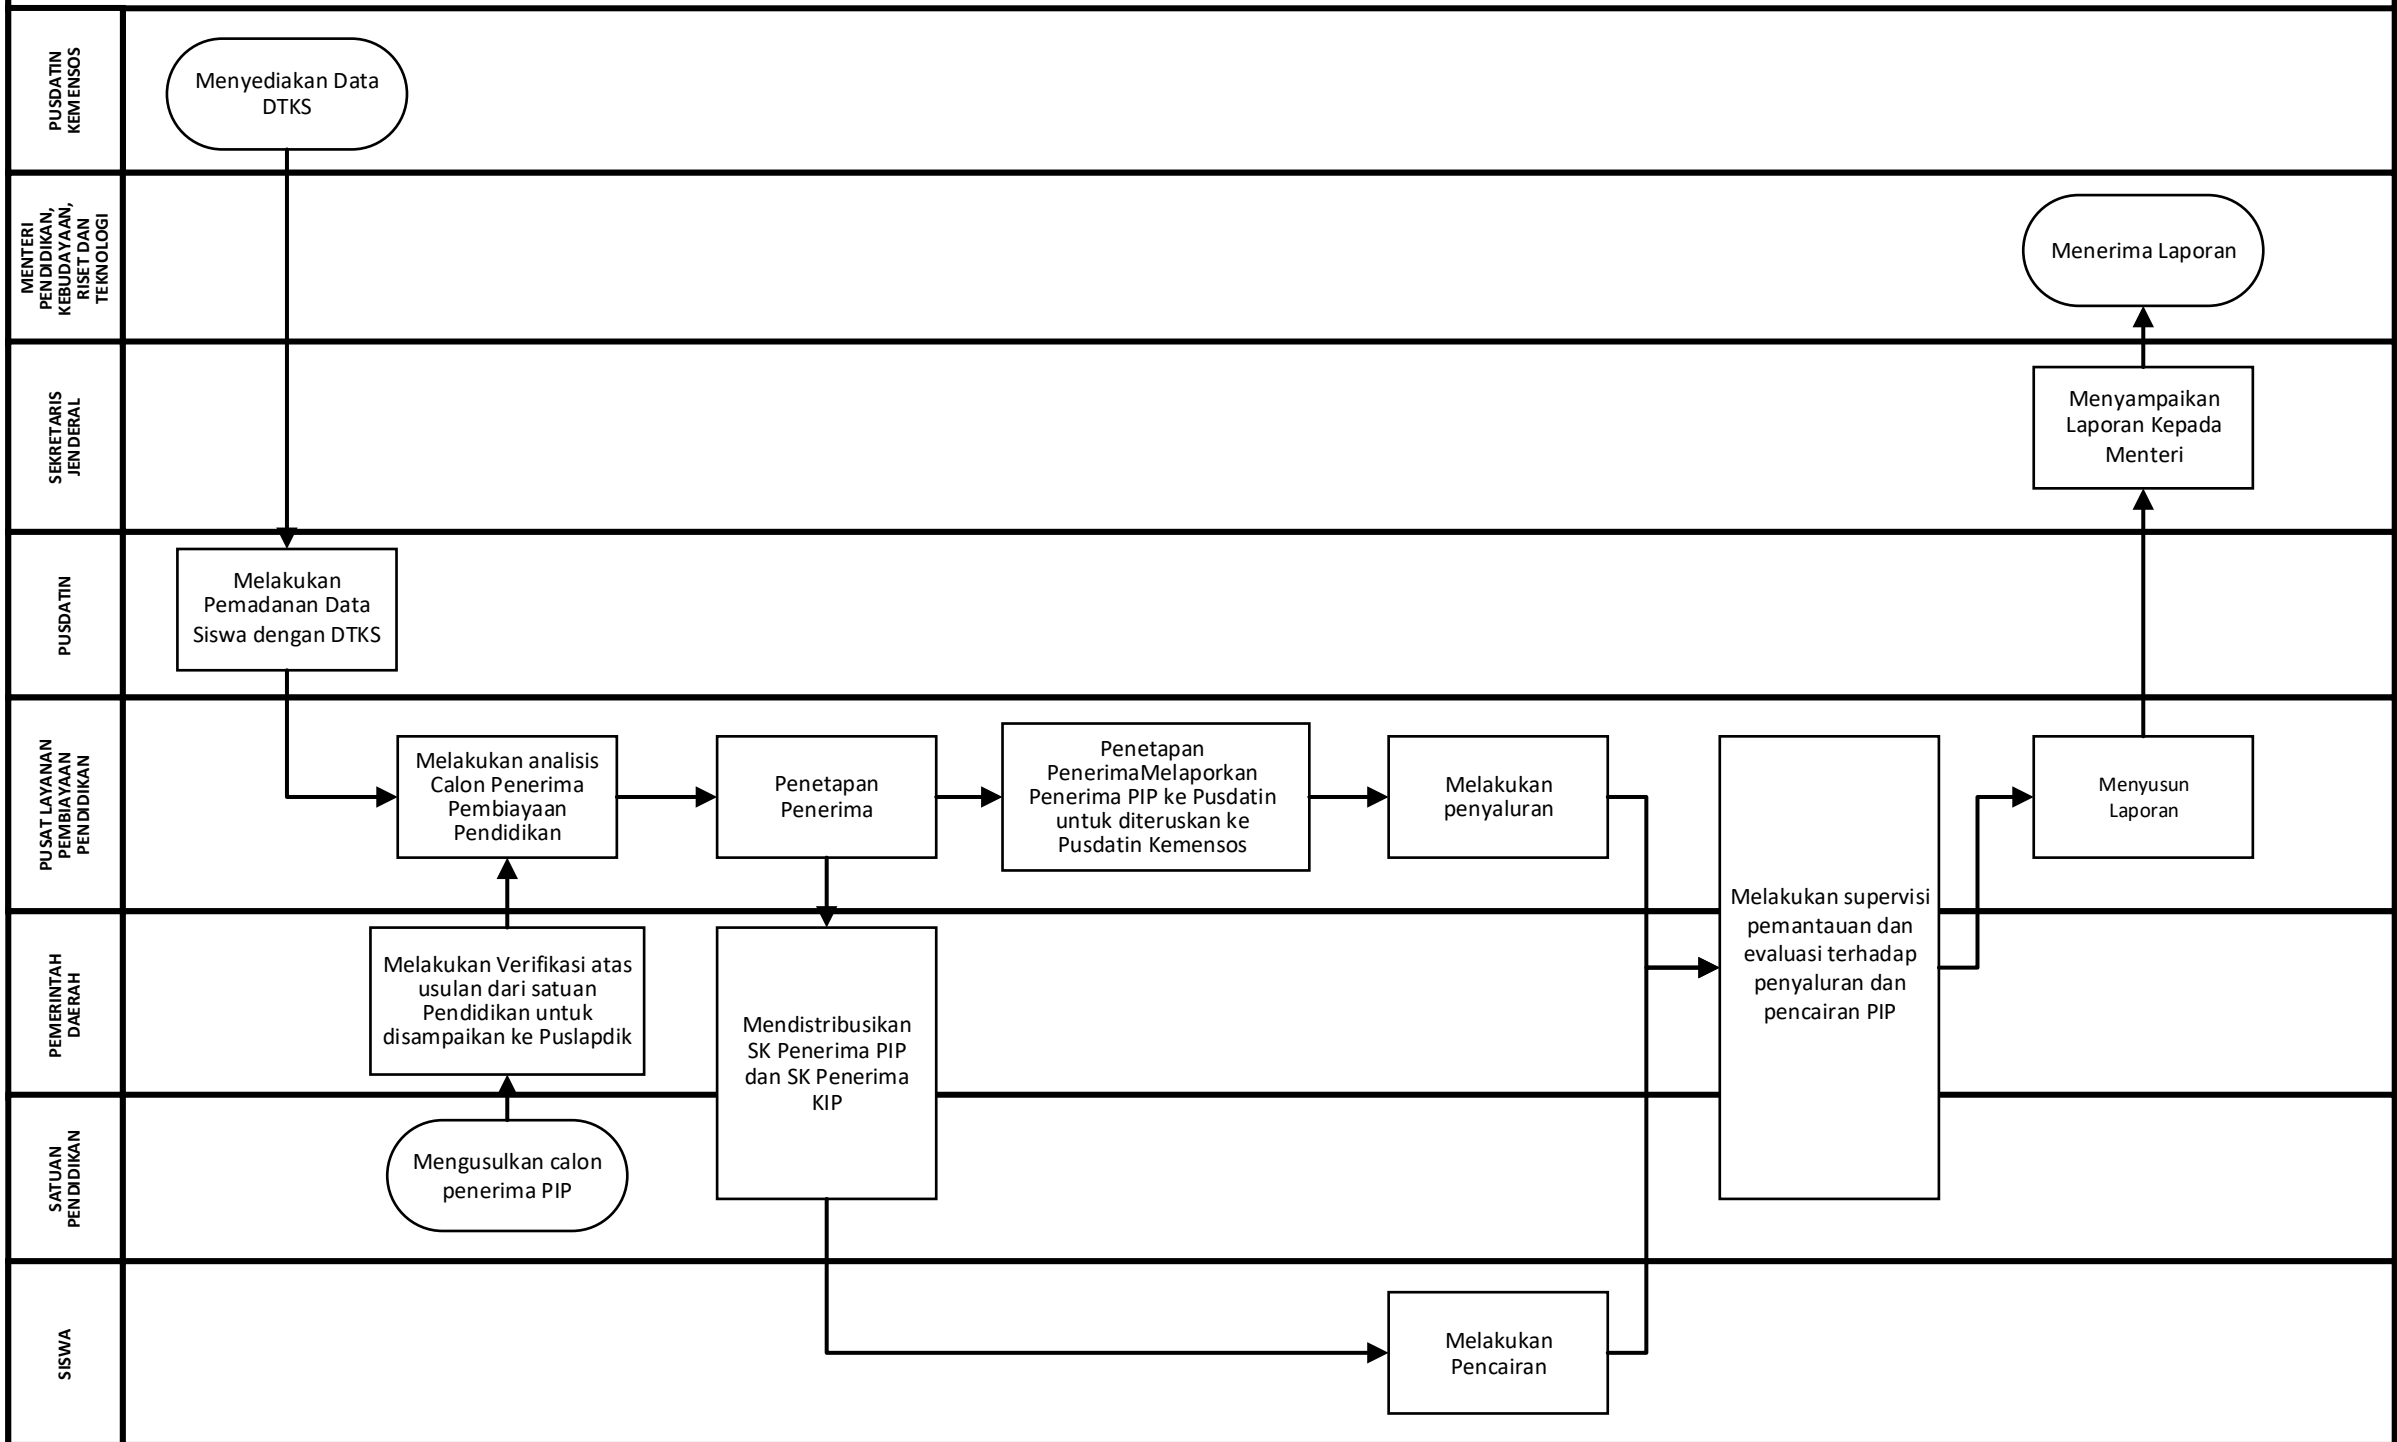 PUSDATIN
KEMENSOS
Menyediakan Data
DTKS
MENTERI
PENDIDIKAN,
KEBUDAYAAN,
RISET DAN
TEKNOLOGI
Menerima Laporan
SEKRETARIS
JENDERAL
Menyampaikan
Laporan Kepada
Menteri
PUSDATIN
Melakukan
Pemadanan Data
Siswa dengan DTKS
PUSAT LAYANAN
PEMBIAYAAN
PENDIDIKAN
Melakukan analisis
Calon Penerima
Pembiayaan
Pendidikan
Penetapan
Penerima
Penetapan
PenerimaMelaporkan
Penerima PIP ke Pusdatin
untuk diteruskan ke
Pusdatin Kemensos
Melakukan
penyaluran
Melakukan supervisi
pemantauan dan
evaluasi terhadap
penyaluran dan
pencairan PIP
Menyusun
Laporan
PEMERINTAH
DAERAH
Melakukan Verifikasi atas
usulan dari satuan
Pendidikan untuk
disampaikan ke Puslapdik
Mendistribusikan
SK Penerima PIP
dan SK Penerima
KIP
SATUAN
PENDIDIKAN
Mengusulkan calon
penerima PIP
SISWA
Melakukan
Pencairan